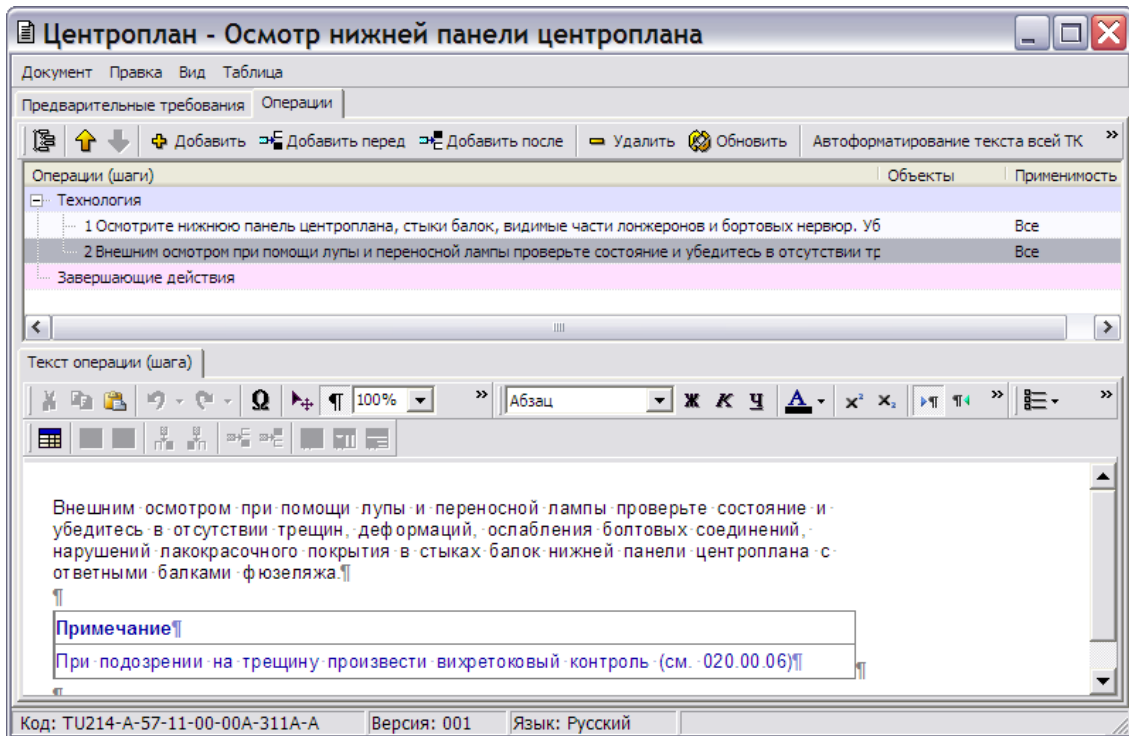 Центроплан - Осмотр нижней панели центроплана
Документ Правка Вид Таблица
Предварительные требования Операции
Добавить Добавить перед Добавить после Удалить Обновить Автоформатирование текста всей ТК »
Операции (шаги) Объекты Применимость
Технология
1 Осмотрите нижнюю панель центроплана, стыки балок, видимые части лонжеронов и бортовых нервюр. Уб Все
2 Внешним осмотром при помощи лупы и переносной лампы проверьте состояние и убедитесь в отсутствии тр Все
Завершающие действия
Текст операции (шага)
Ω ¶ 100% » Абзац Ж К Ч А x² x₂ ¶ ¶ » »
Внешним·осмотром·при·помощи·лупы·и·переносной·лампы·проверьте·состояние·и·
убедитесь·в·отсутствии·трещин,·деформаций,·ослабления·болтовых·соединений,·
нарушений·лакокрасочного·покрытия·в·стыках·балок·нижней·панели·центроплана·с·
ответными·балками·фюзеляжа.¶
¶
Примечание¶
При·подозрении·на·трещину·произвести·вихретоковый·контроль·(см.·020.00.06)¶
¶
¶
Код: TU214-A-57-11-00-00A-311A-A Версия: 001 Язык: Русский